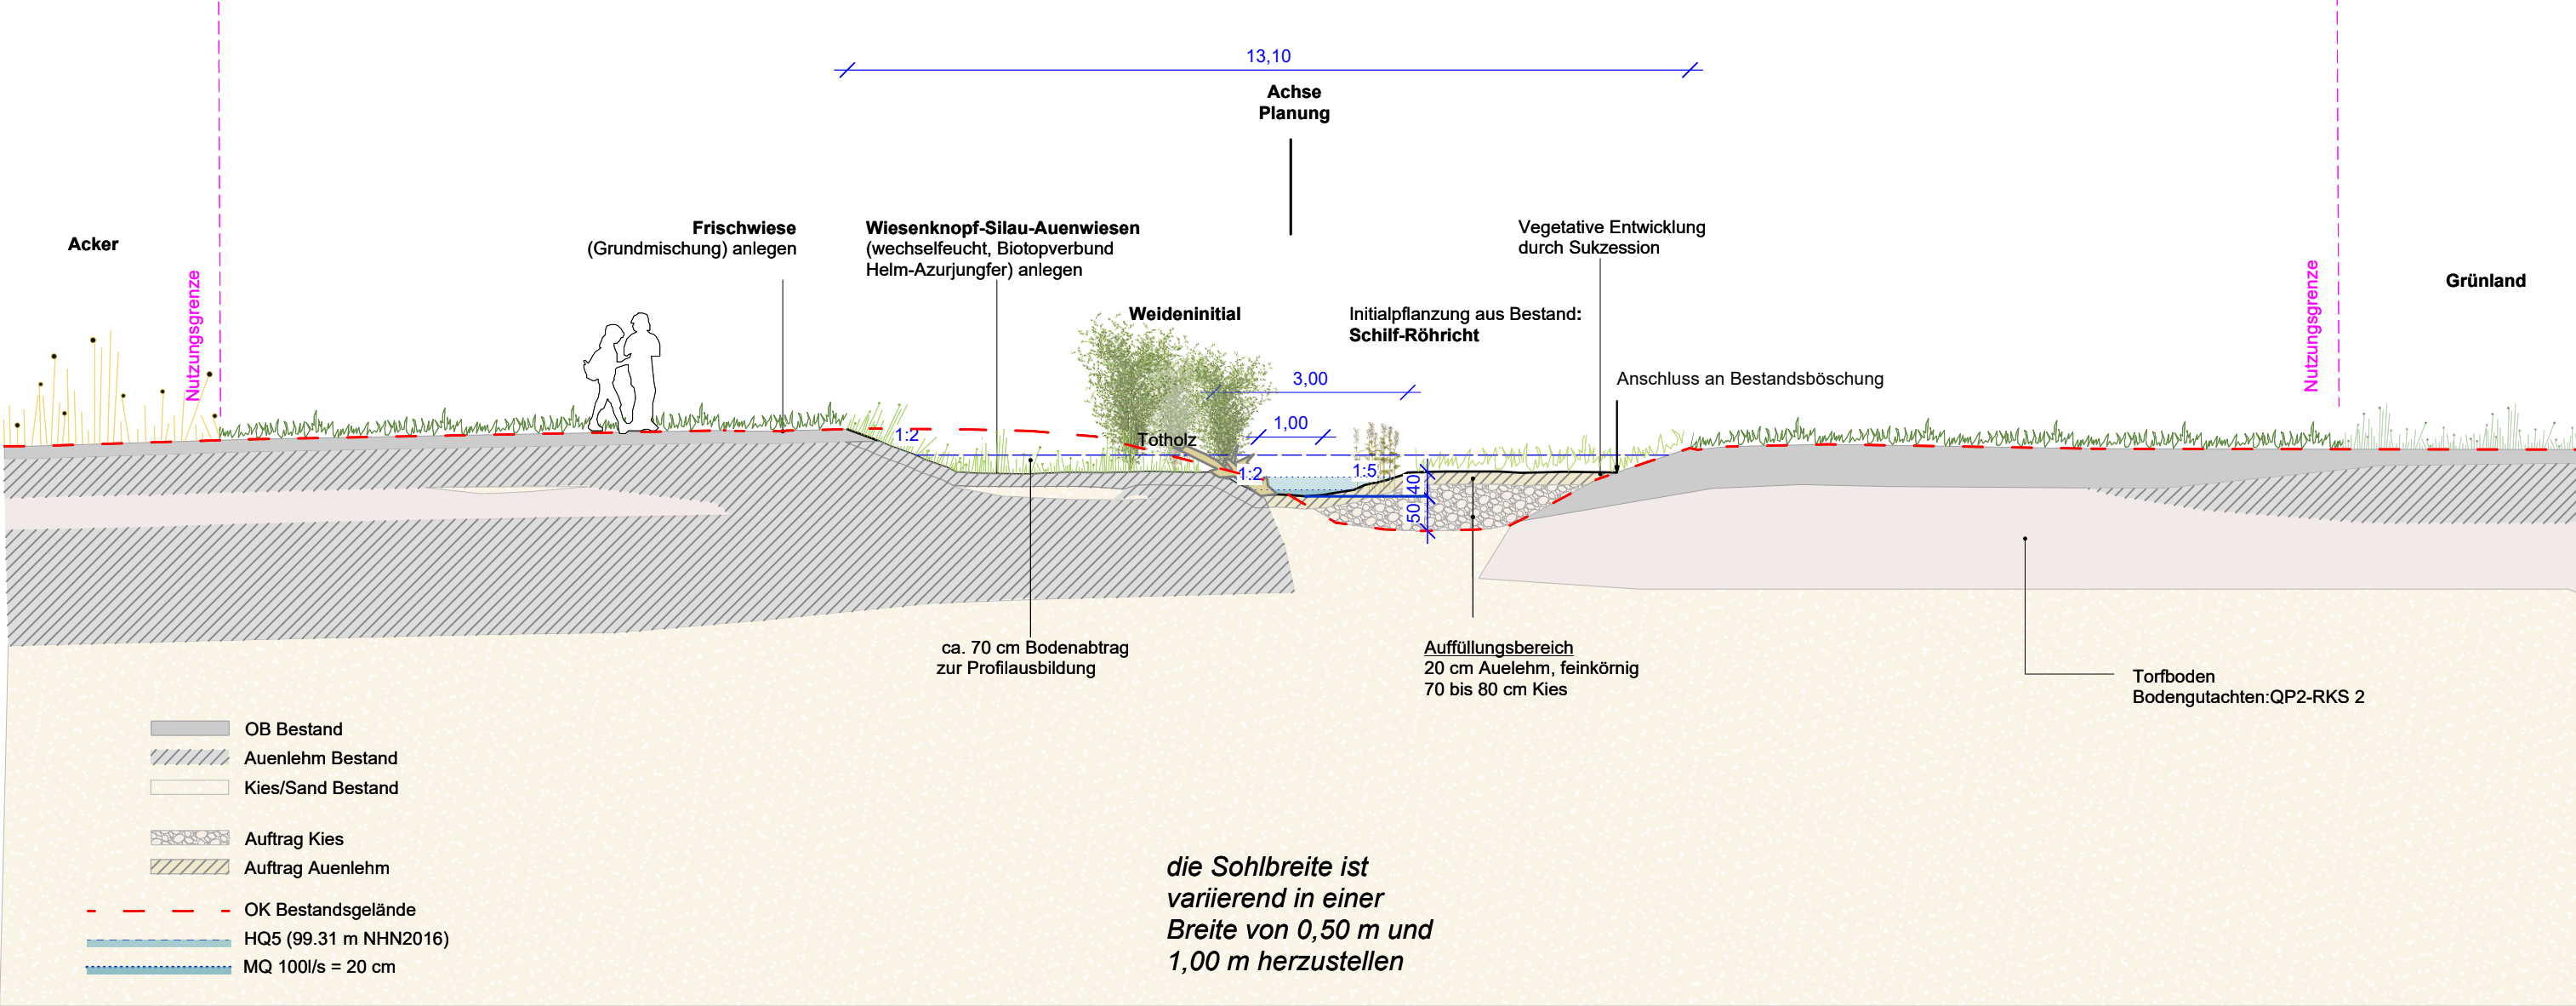 13,10
Achse
Planung
Acker
Nutzungsgrenze
Frischwiese
(Grundmischung) anlegen
Wiesenknopf-Silau-Auenwiesen
(wechselfeucht, Biotopverbund
Helm-Azurjungfer) anlegen
Vegetative Entwicklung
durch Sukzession
Nutzungsgrenze
Grünland
Weideninitial
Initialpflanzung aus Bestand:
Schilf-Röhricht
3,00
Anschluss an Bestandsböschung
1,00
1:2
Totholz
1:2
1:5
40
50
ca. 70 cm Bodenabtrag
zur Profilausbildung
Auffüllungsbereich
20 cm Auelehm, feinkörnig
70 bis 80 cm Kies
Torfboden
Bodengutachten:QP2-RKS 2
OB Bestand
Auenlehm Bestand
Kies/Sand Bestand
Auftrag Kies
Auftrag Auenlehm
OK Bestandsgelände
HQ5 (99.31 m NHN2016)
MQ 100l/s = 20 cm
die Sohlbreite ist
variierend in einer
Breite von 0,50 m und
1,00 m herzustellen